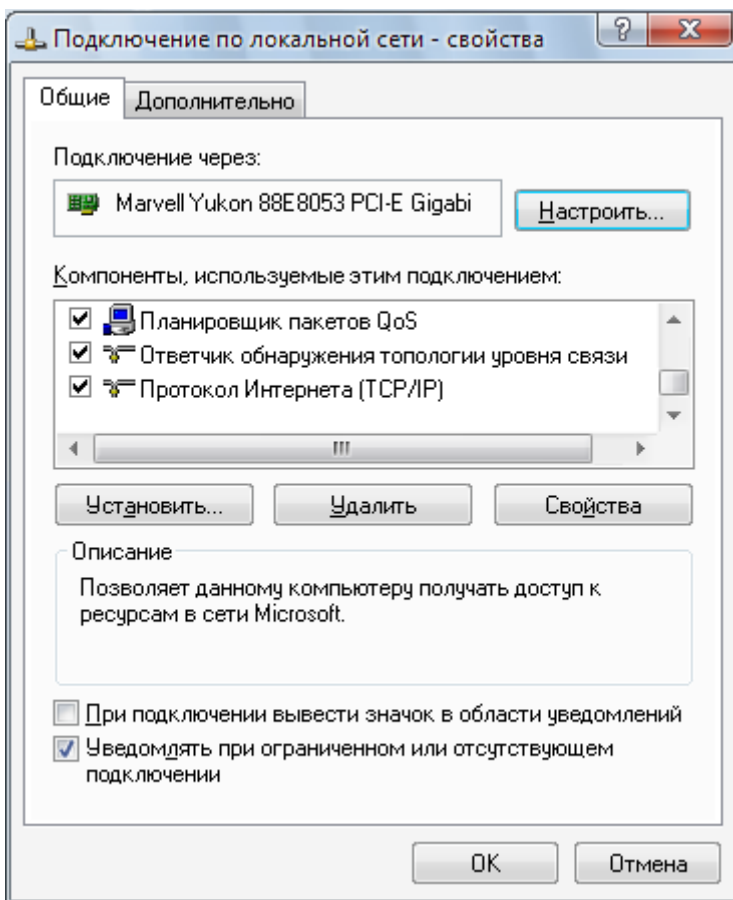 Подключение по локальной сети - свойства
Общие
Дополнительно
Подключение через:
Marvell Yukon 88E8053 PCI-E Gigabi
Настроить...
Компоненты, используемые этим подключением:
Планировщик пакетов QoS
Ответчик обнаружения топологии уровня связи
Протокол Интернета (TCP/IP)
Установить...
Удалить
Свойства
Описание
Позволяет данному компьютеру получать доступ к
ресурсам в сети Microsoft.
При подключении вывести значок в области уведомлений
Уведомлять при ограниченном или отсутствующем
подключении
OK
Отмена